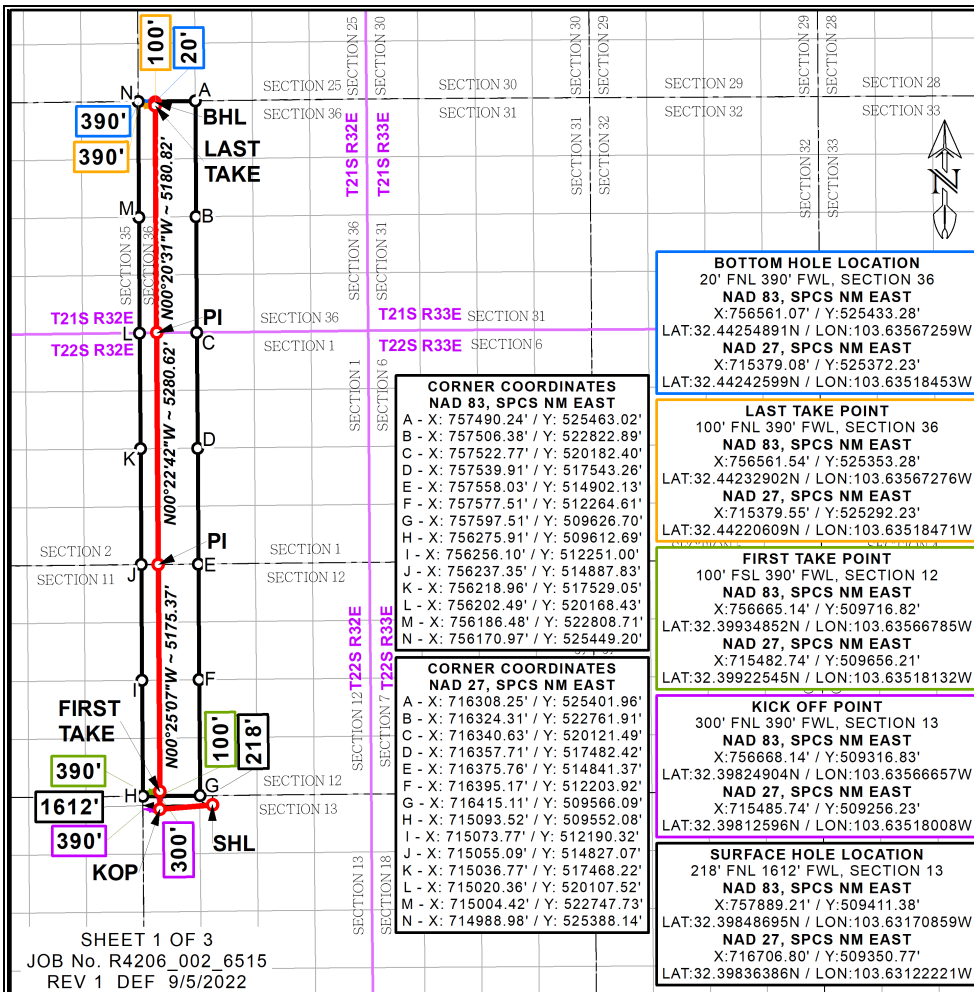 100'
20'
N
A
390'
390'
BHL
LAST
TAKE
M
B
L
PI
C
K
D
PI
J
E
I
F
FIRST
TAKE
390'
100'
218'
H
G
1612'
390'
300'
KOP
SHL
N
SECTION 25
SECTION 30
SECTION 30
SECTION 29
SECTION 29
SECTION 28
SECTION 25
SECTION 36
SECTION 30
SECTION 31
SECTION 29
SECTION 32
SECTION 28
SECTION 33
SECTION 31
SECTION 32
SECTION 32
SECTION 33
T21S R32E
T21S R33E
SECTION 35
SECTION 36
N00°20'31"W ~ 5180.82'
SECTION 36
SECTION 31
T21S R32E
T22S R32E
SECTION 36
SECTION 1
T21S R33E
SECTION 31
T22S R33E
SECTION 6
SECTION 1
SECTION 6
N00°22'42"W ~ 5280.62'
SECTION 2
SECTION 11
SECTION 1
SECTION 12
T22S R32E
T22S R33E
N00°25'07"W ~ 5175.37'
SECTION 12
SECTION 7
SECTION 12
SECTION 13
SECTION 13
SECTION 18
CORNER COORDINATES
NAD 83, SPCS NM EAST
A - X: 757490.24' / Y: 525463.02'
B - X: 757506.38' / Y: 522822.89'
C - X: 757522.77' / Y: 520182.40'
D - X: 757539.91' / Y: 517543.26'
E - X: 757558.03' / Y: 514902.13'
F - X: 757577.51' / Y: 512264.61'
G - X: 757597.51' / Y: 509626.70'
H - X: 756275.91' / Y: 509612.69'
I - X: 756256.10' / Y: 512251.00'
J - X: 756237.35' / Y: 514887.83'
K - X: 756218.96' / Y: 517529.05'
L - X: 756202.49' / Y: 520168.43'
M - X: 756186.48' / Y: 522808.71'
N - X: 756170.97' / Y: 525449.20'
CORNER COORDINATES
NAD 27, SPCS NM EAST
A - X: 716308.25' / Y: 525401.96'
B - X: 716324.31' / Y: 522761.91'
C - X: 716340.63' / Y: 520121.49'
D - X: 716357.71' / Y: 517482.42'
E - X: 716375.76' / Y: 514841.37'
F - X: 716395.17' / Y: 512203.92'
G - X: 716415.11' / Y: 509566.09'
H - X: 715093.52' / Y: 509552.08'
I - X: 715073.77' / Y: 512190.32'
J - X: 715055.09' / Y: 514827.07'
K - X: 715036.77' / Y: 517468.22'
L - X: 715020.36' / Y: 520107.52'
M - X: 715004.42' / Y: 522747.73'
N - X: 714988.98' / Y: 525388.14'
BOTTOM HOLE LOCATION
20' FNL 390' FWL, SECTION 36
NAD 83, SPCS NM EAST
X:756561.07' / Y:525433.28'
LAT:32.44254891N / LON:103.63567259W
NAD 27, SPCS NM EAST
X:715379.08' / Y:525372.23'
LAT:32.44242599N / LON:103.63518453W
LAST TAKE POINT
100' FNL 390' FWL, SECTION 36
NAD 83, SPCS NM EAST
X:756561.54' / Y:525353.28'
LAT:32.44232902N / LON:103.63567276W
NAD 27, SPCS NM EAST
X:715379.55' / Y:525292.23'
LAT:32.44220609N / LON:103.63518471W
FIRST TAKE POINT
100' FSL 390' FWL, SECTION 12
NAD 83, SPCS NM EAST
X:756665.14' / Y:509716.82'
LAT:32.39934852N / LON:103.63566785W
NAD 27, SPCS NM EAST
X:715482.74' / Y:509656.21'
LAT:32.39922545N / LON:103.63518132W
KICK OFF POINT
300' FNL 390' FWL, SECTION 13
NAD 83, SPCS NM EAST
X:756668.14' / Y:509316.83'
LAT:32.39824904N / LON:103.63566657W
NAD 27, SPCS NM EAST
X:715485.74' / Y:509256.23'
LAT:32.39812596N / LON:103.63518008W
SURFACE HOLE LOCATION
218' FNL 1612' FWL, SECTION 13
NAD 83, SPCS NM EAST
X:757889.21' / Y:509411.38'
LAT:32.39848695N / LON:103.63170859W
NAD 27, SPCS NM EAST
X:716706.80' / Y:509350.77'
LAT:32.39836386N / LON:103.63122221W
SHEET 1 OF 3
JOB No. R4206_002_6515
REV 1 DEF 9/5/2022